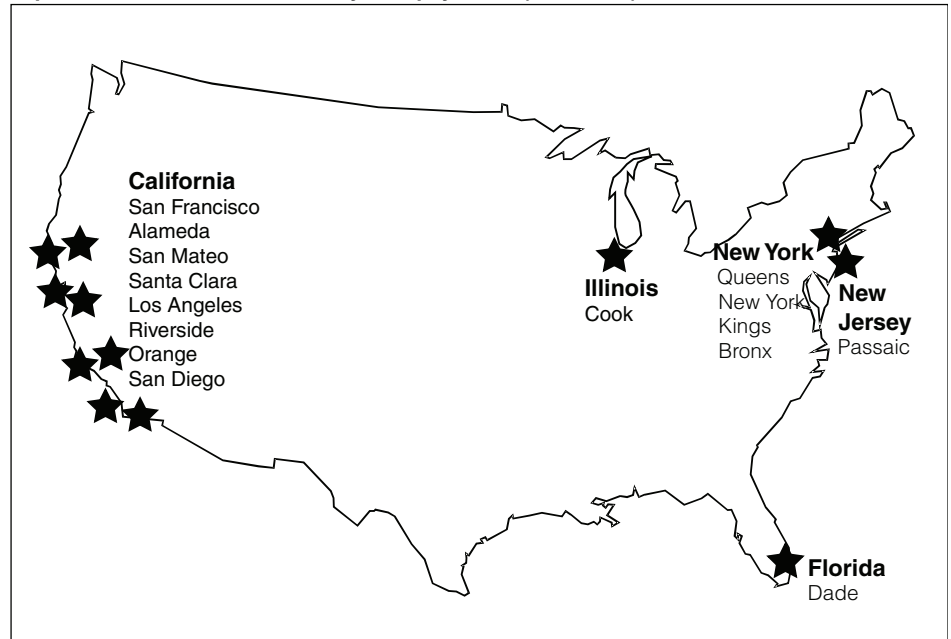 California
San Francisco
Alameda
San Mateo
Santa Clara
Los Angeles
Riverside
Orange
San Diego
Illinois
Cook
New York
Queens
New York
Kings
Bronx
New
Jersey
Passaic
Florida
Dade